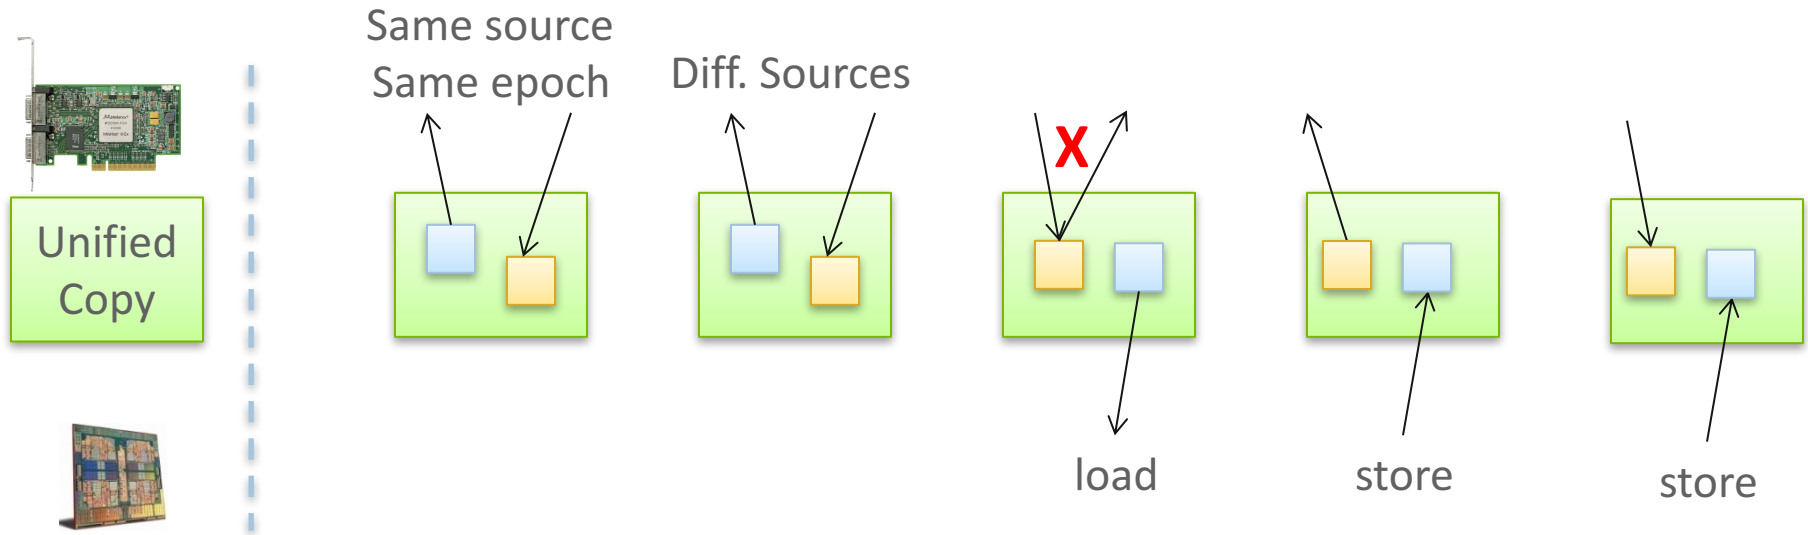 Same source
Same epoch
Diff. Sources
X
Unified
Copy
load
store
store